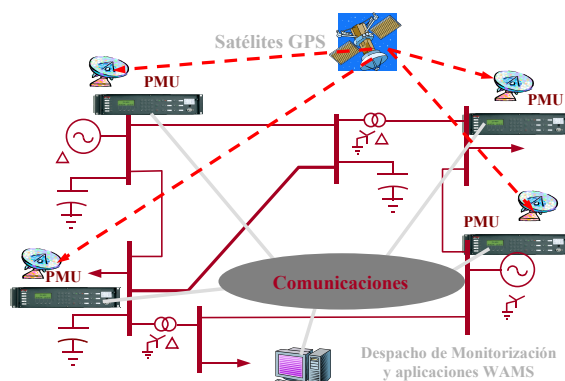 Satélites GPS
PMU
PMU
PMU
PMU
Comunicaciones
Despacho de Monitorización
y aplicaciones WAMS